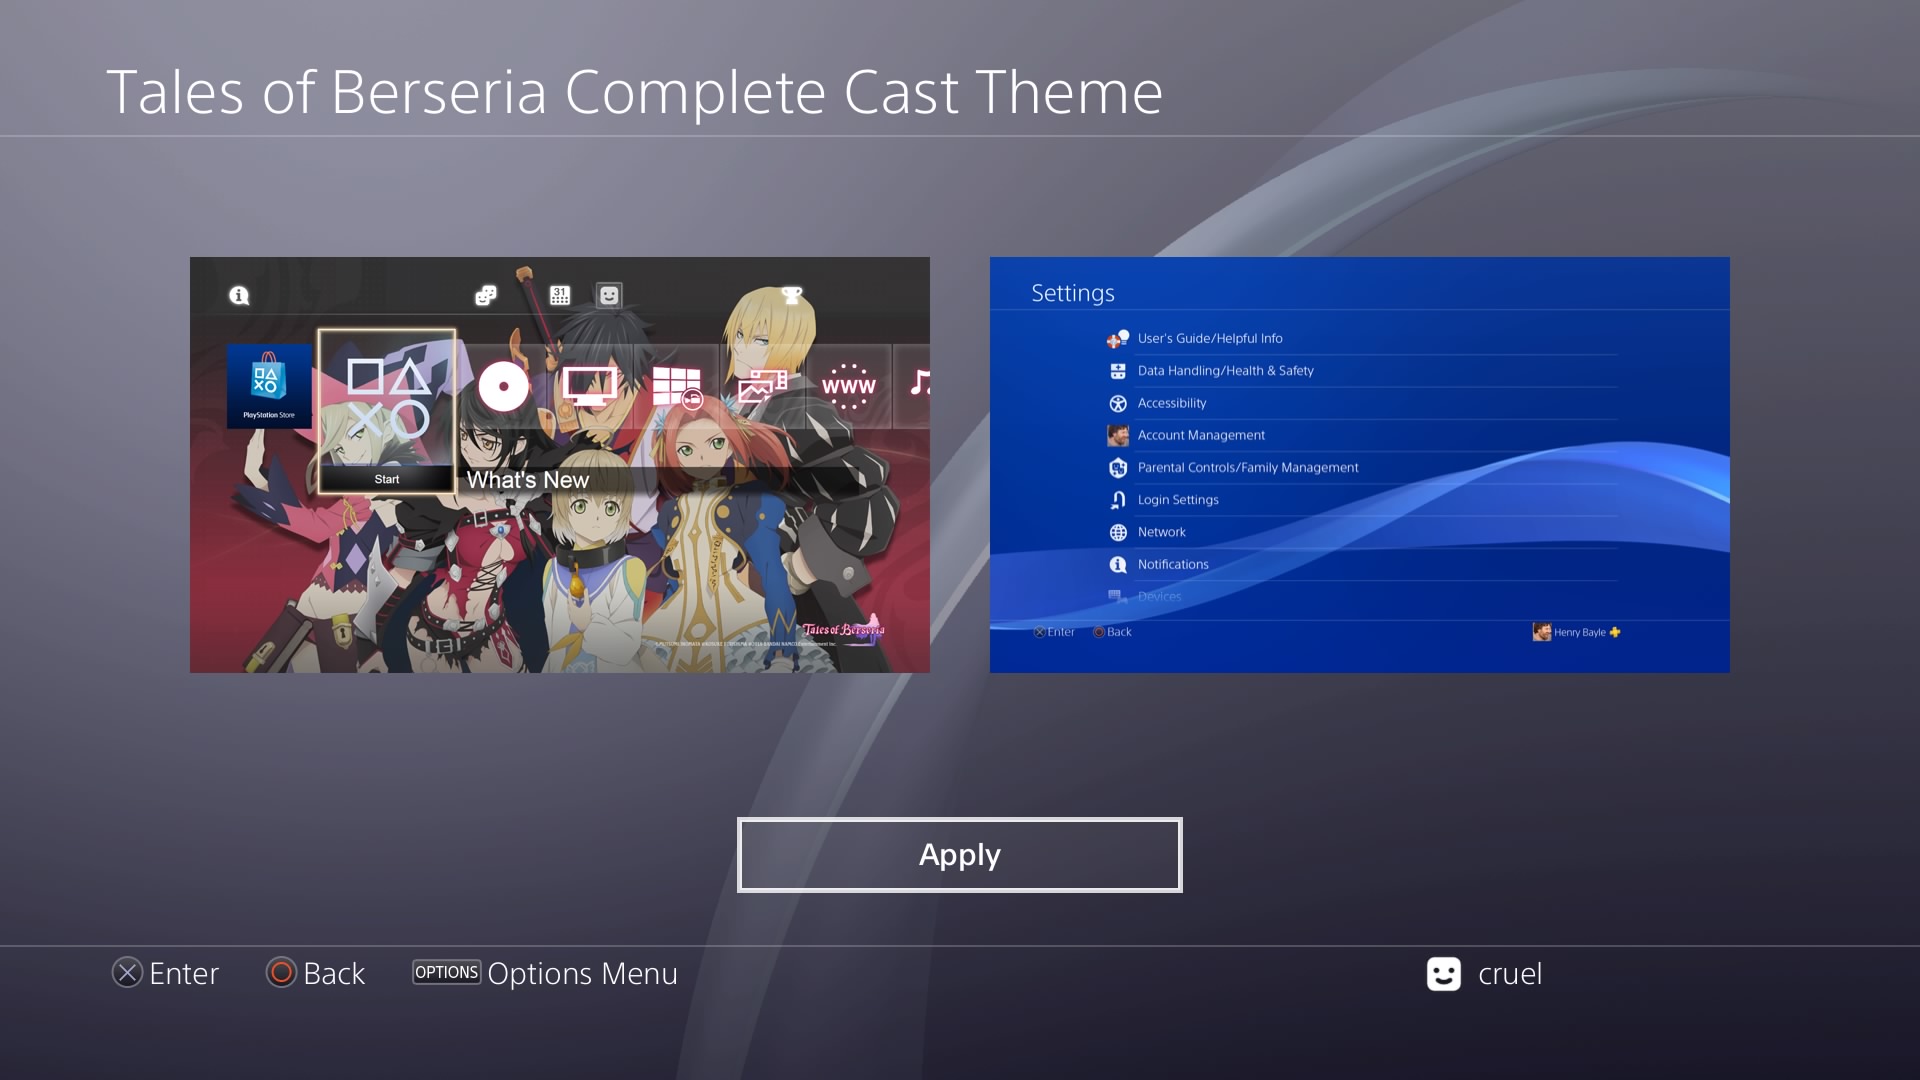 Tales of Berseria Complete Cast Theme
31
PlayStation Store
Start
What's New
www
Tales of Berseria
Settings
User's Guide/Helpful Info
Data Handling/Health & Safety
Accessibility
Account Management
Parental Controls/Family Management
Login Settings
Network
Notifications
Devices
Enter
Back
Henry Bayle
Apply
Enter
Back
OPTIONS Options Menu
cruel